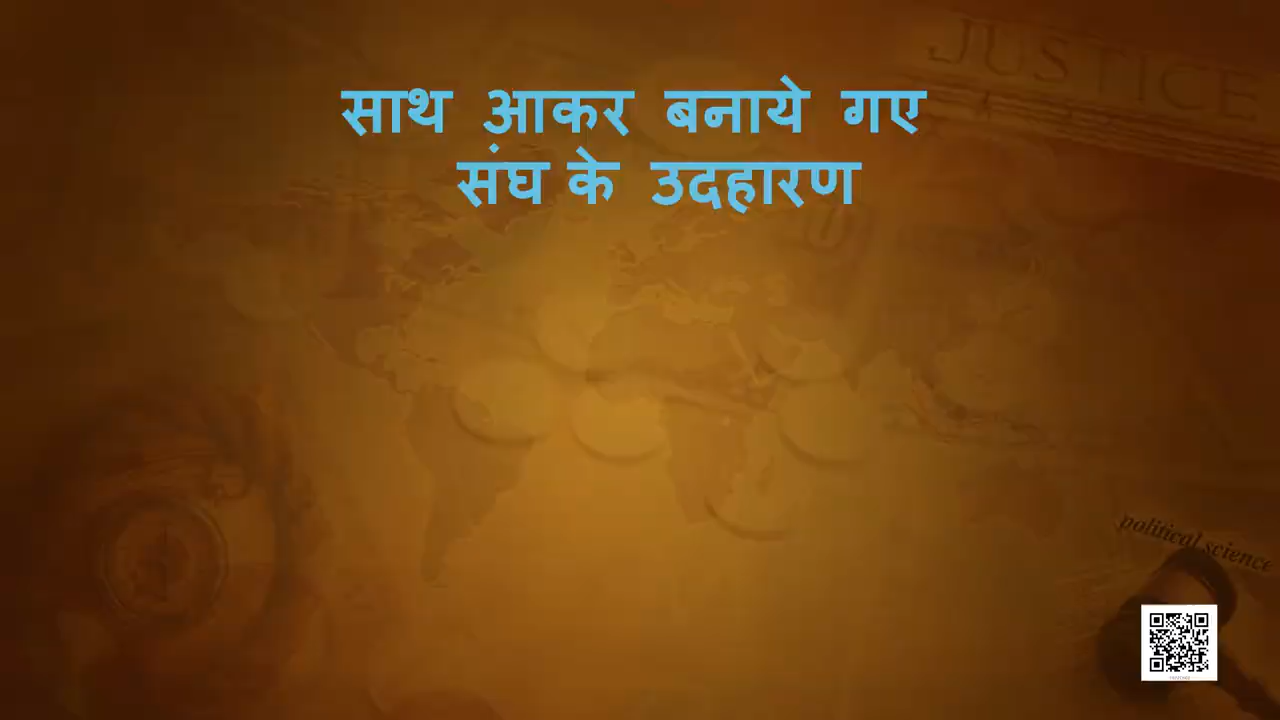 JUSTICE
साथ आकर बनाये गए
संघ के उदहारण
political science